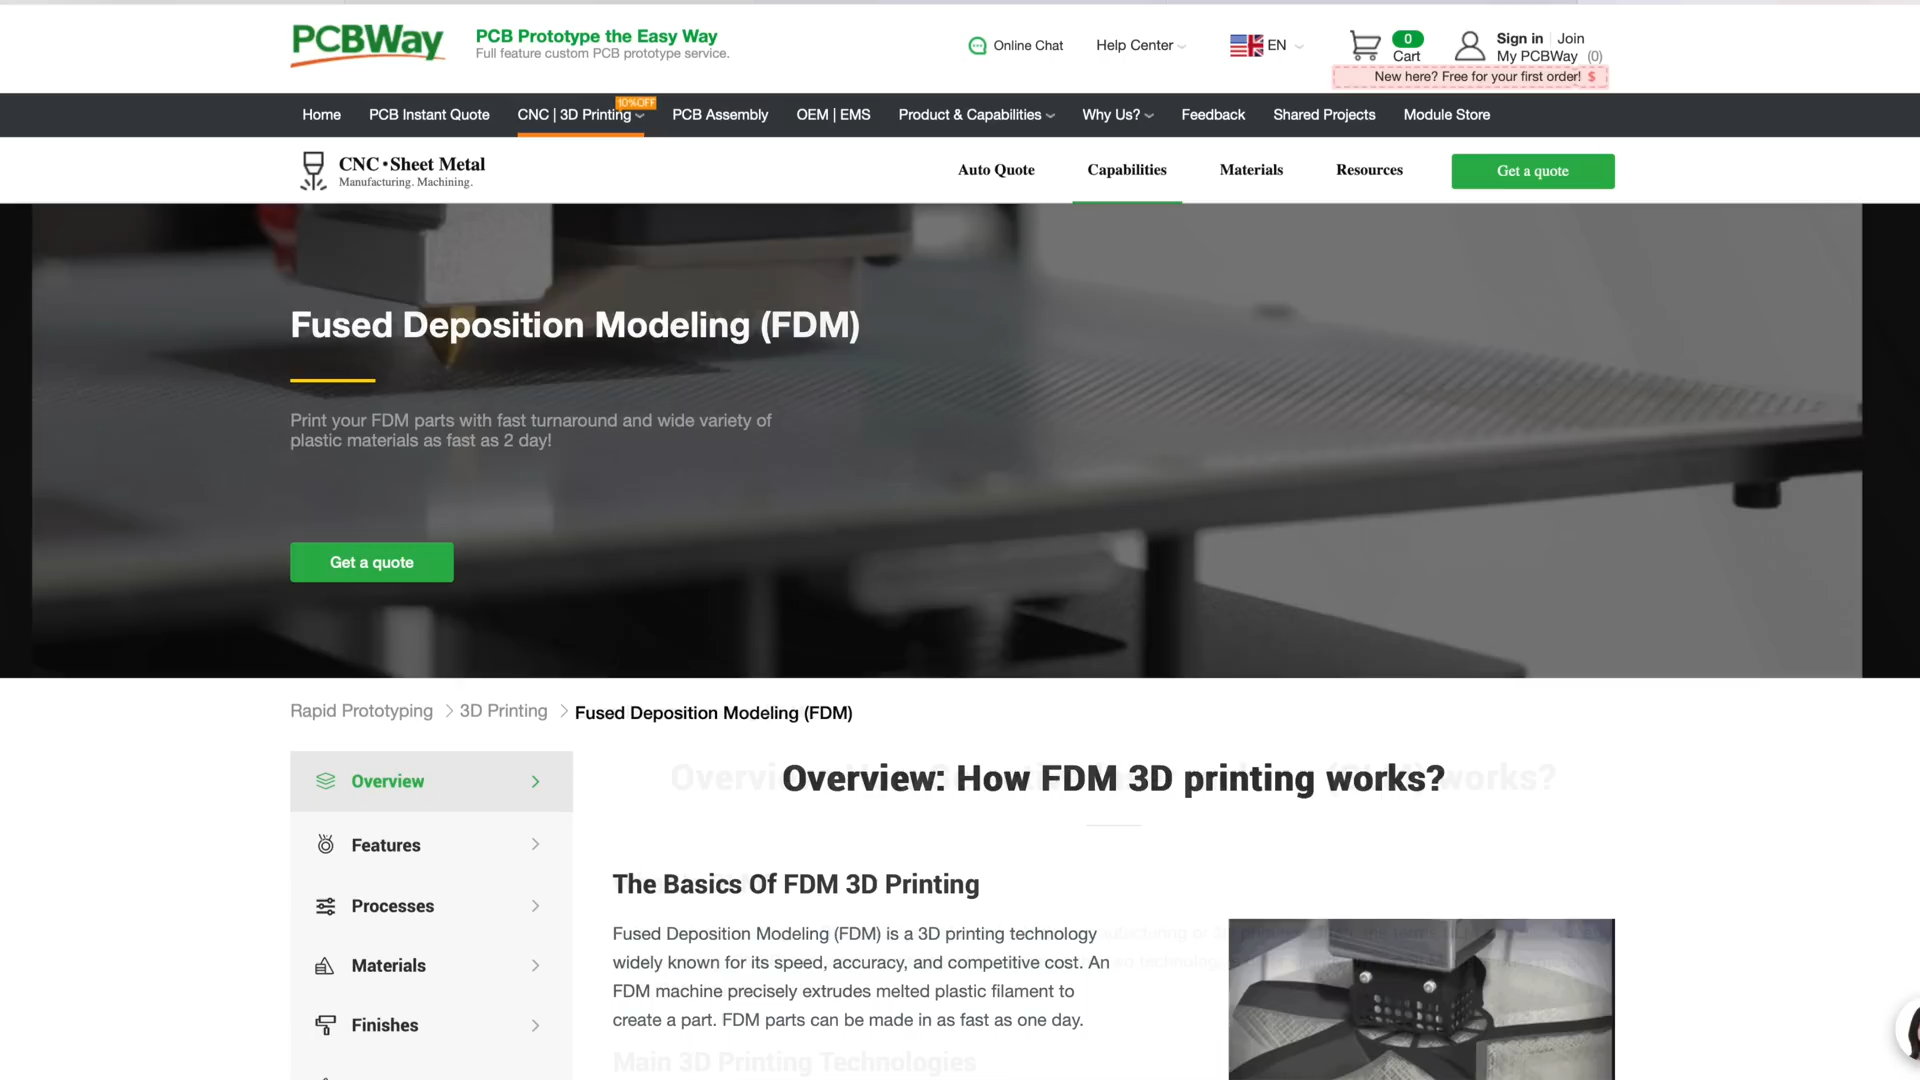 PCBWay
PCB Prototype the Easy Way
Full feature custom PCB prototype service.
Online Chat
Help Center
EN
0
Cart
Sign in
Join
My PCBWay (0)
New here? Free for your first order! $
Home
PCB Instant Quote
CNC | 3D Printing
10%OFF
PCB Assembly
OEM | EMS
Product & Capabilities
Why Us?
Feedback
Shared Projects
Module Store
CNC•Sheet Metal
Manufacturing. Machining.
Auto Quote
Capabilities
Materials
Resources
Get a quote
Fused Deposition Modeling (FDM)
Print your FDM parts with fast turnaround and wide variety of
plastic materials as fast as 2 day!
Get a quote
Rapid Prototyping > 3D Printing > Fused Deposition Modeling (FDM)
Overview
Features
Processes
Materials
Finishes
Overview: How FDM 3D printing works?
The Basics Of FDM 3D Printing
Fused Deposition Modeling (FDM) is a 3D printing technology
widely known for its speed, accuracy, and competitive cost. An
FDM machine precisely extrudes melted plastic filament to
create a part. FDM parts can be made in as fast as one day.
Main 3D Printing Technologies